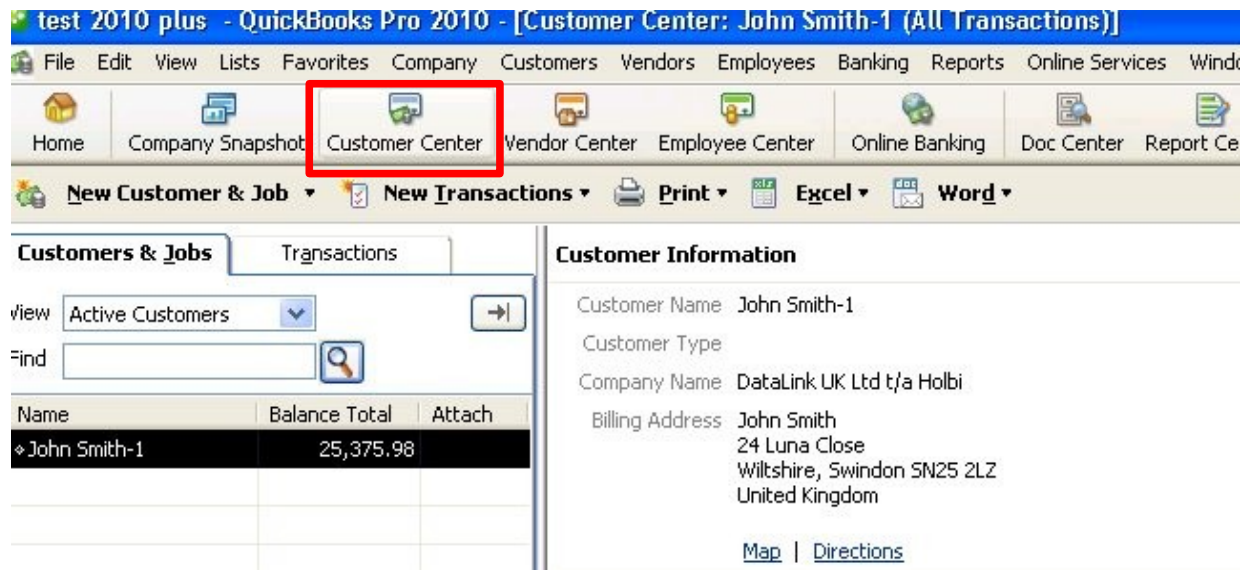 test 2010 plus - QuickBooks Pro 2010 - [Customer Center: John Smith-1 (All Transactions)]
File Edit View Lists Favorites Company Customers Vendors Employees Banking Reports Online Services
Home Company Snapshot Customer Center Vendor Center Employee Center Online Banking Doc Center Report Ce
New Customer & Job New Transactions Print Excel Word
Customers & Jobs Transactions
View Active Customers
Find
Name Balance Total Attach
John Smith-1 25,375.98
Customer Information
Customer Name John Smith-1
Customer Type
Company Name DataLink UK Ltd t/a Holbi
Billing Address John Smith
24 Luna Close
Wiltshire, Swindon SN25 2LZ
United Kingdom
Map | Directions